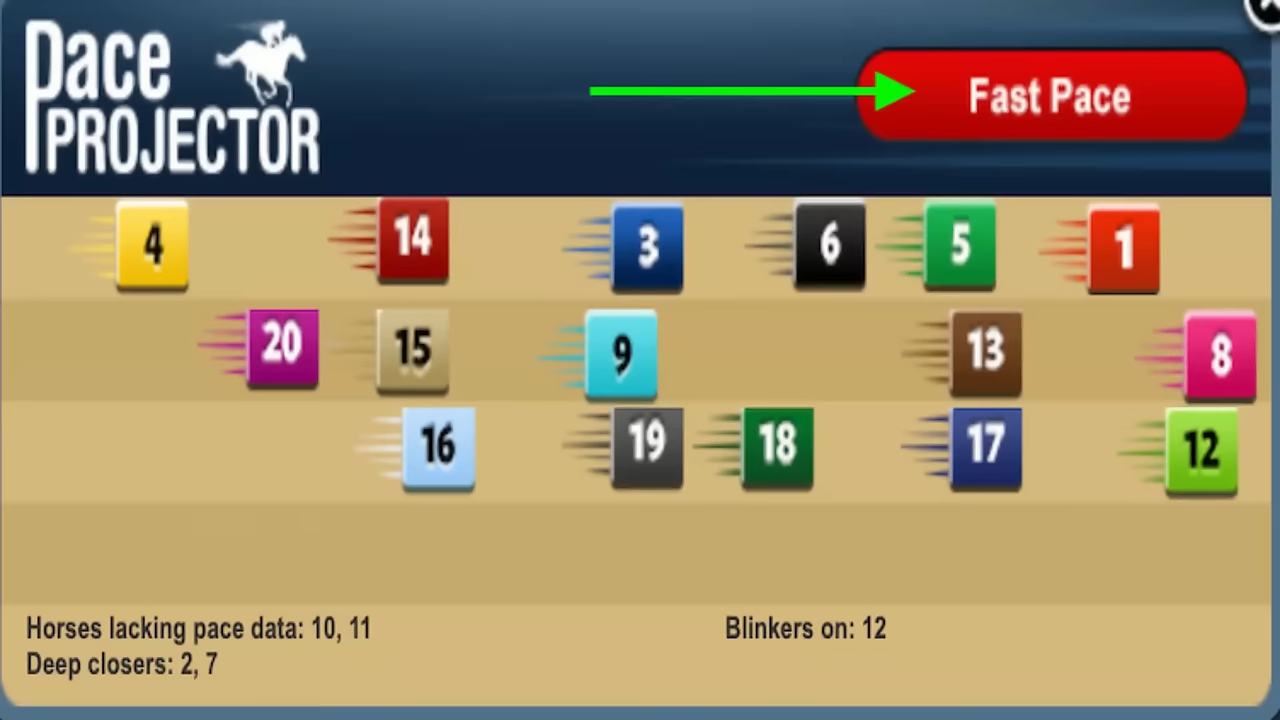 Pace
PROJECTOR
Fast Pace
4 14 3 6 5 1
20 15 9 13 8
16 19 18 17 12
Horses lacking pace data: 10, 11
Blinkers on: 12
Deep closers: 2, 7